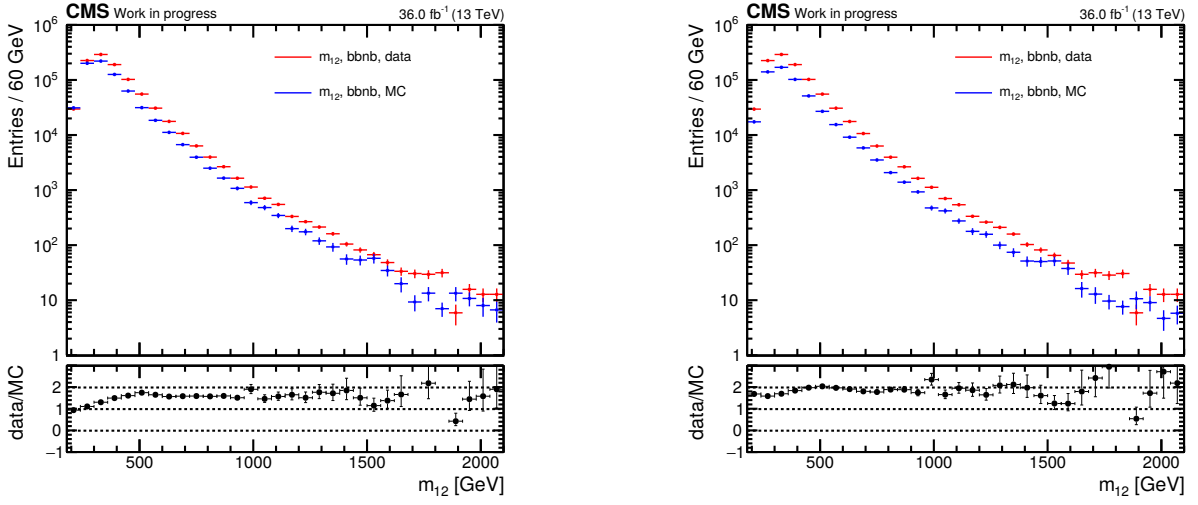 CMS Work in progress 36.0 fb⁻¹ (13 TeV)
Entries / 60 GeV
10⁶
10⁵
10⁴
10³
10²
10
1
m₁₂, bbnb, data
m₁₂, bbnb, MC
data/MC
2
1
0
−1
500 1000 1500 2000
m₁₂ [GeV]
CMS Work in progress 36.0 fb⁻¹ (13 TeV)
Entries / 60 GeV
10⁶
10⁵
10⁴
10³
10²
10
1
m₁₂, bbnb, data
m₁₂, bbnb, MC
data/MC
2
1
0
−1
500 1000 1500 2000
m₁₂ [GeV]